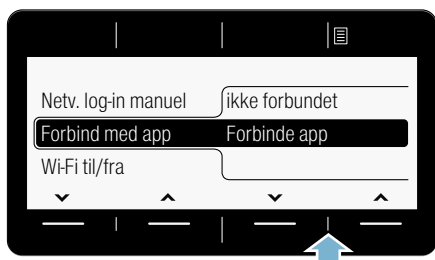 Netv. log-in manuel ikke forbundet
Forbind med app Forbinde app
Wi-Fi til/fra